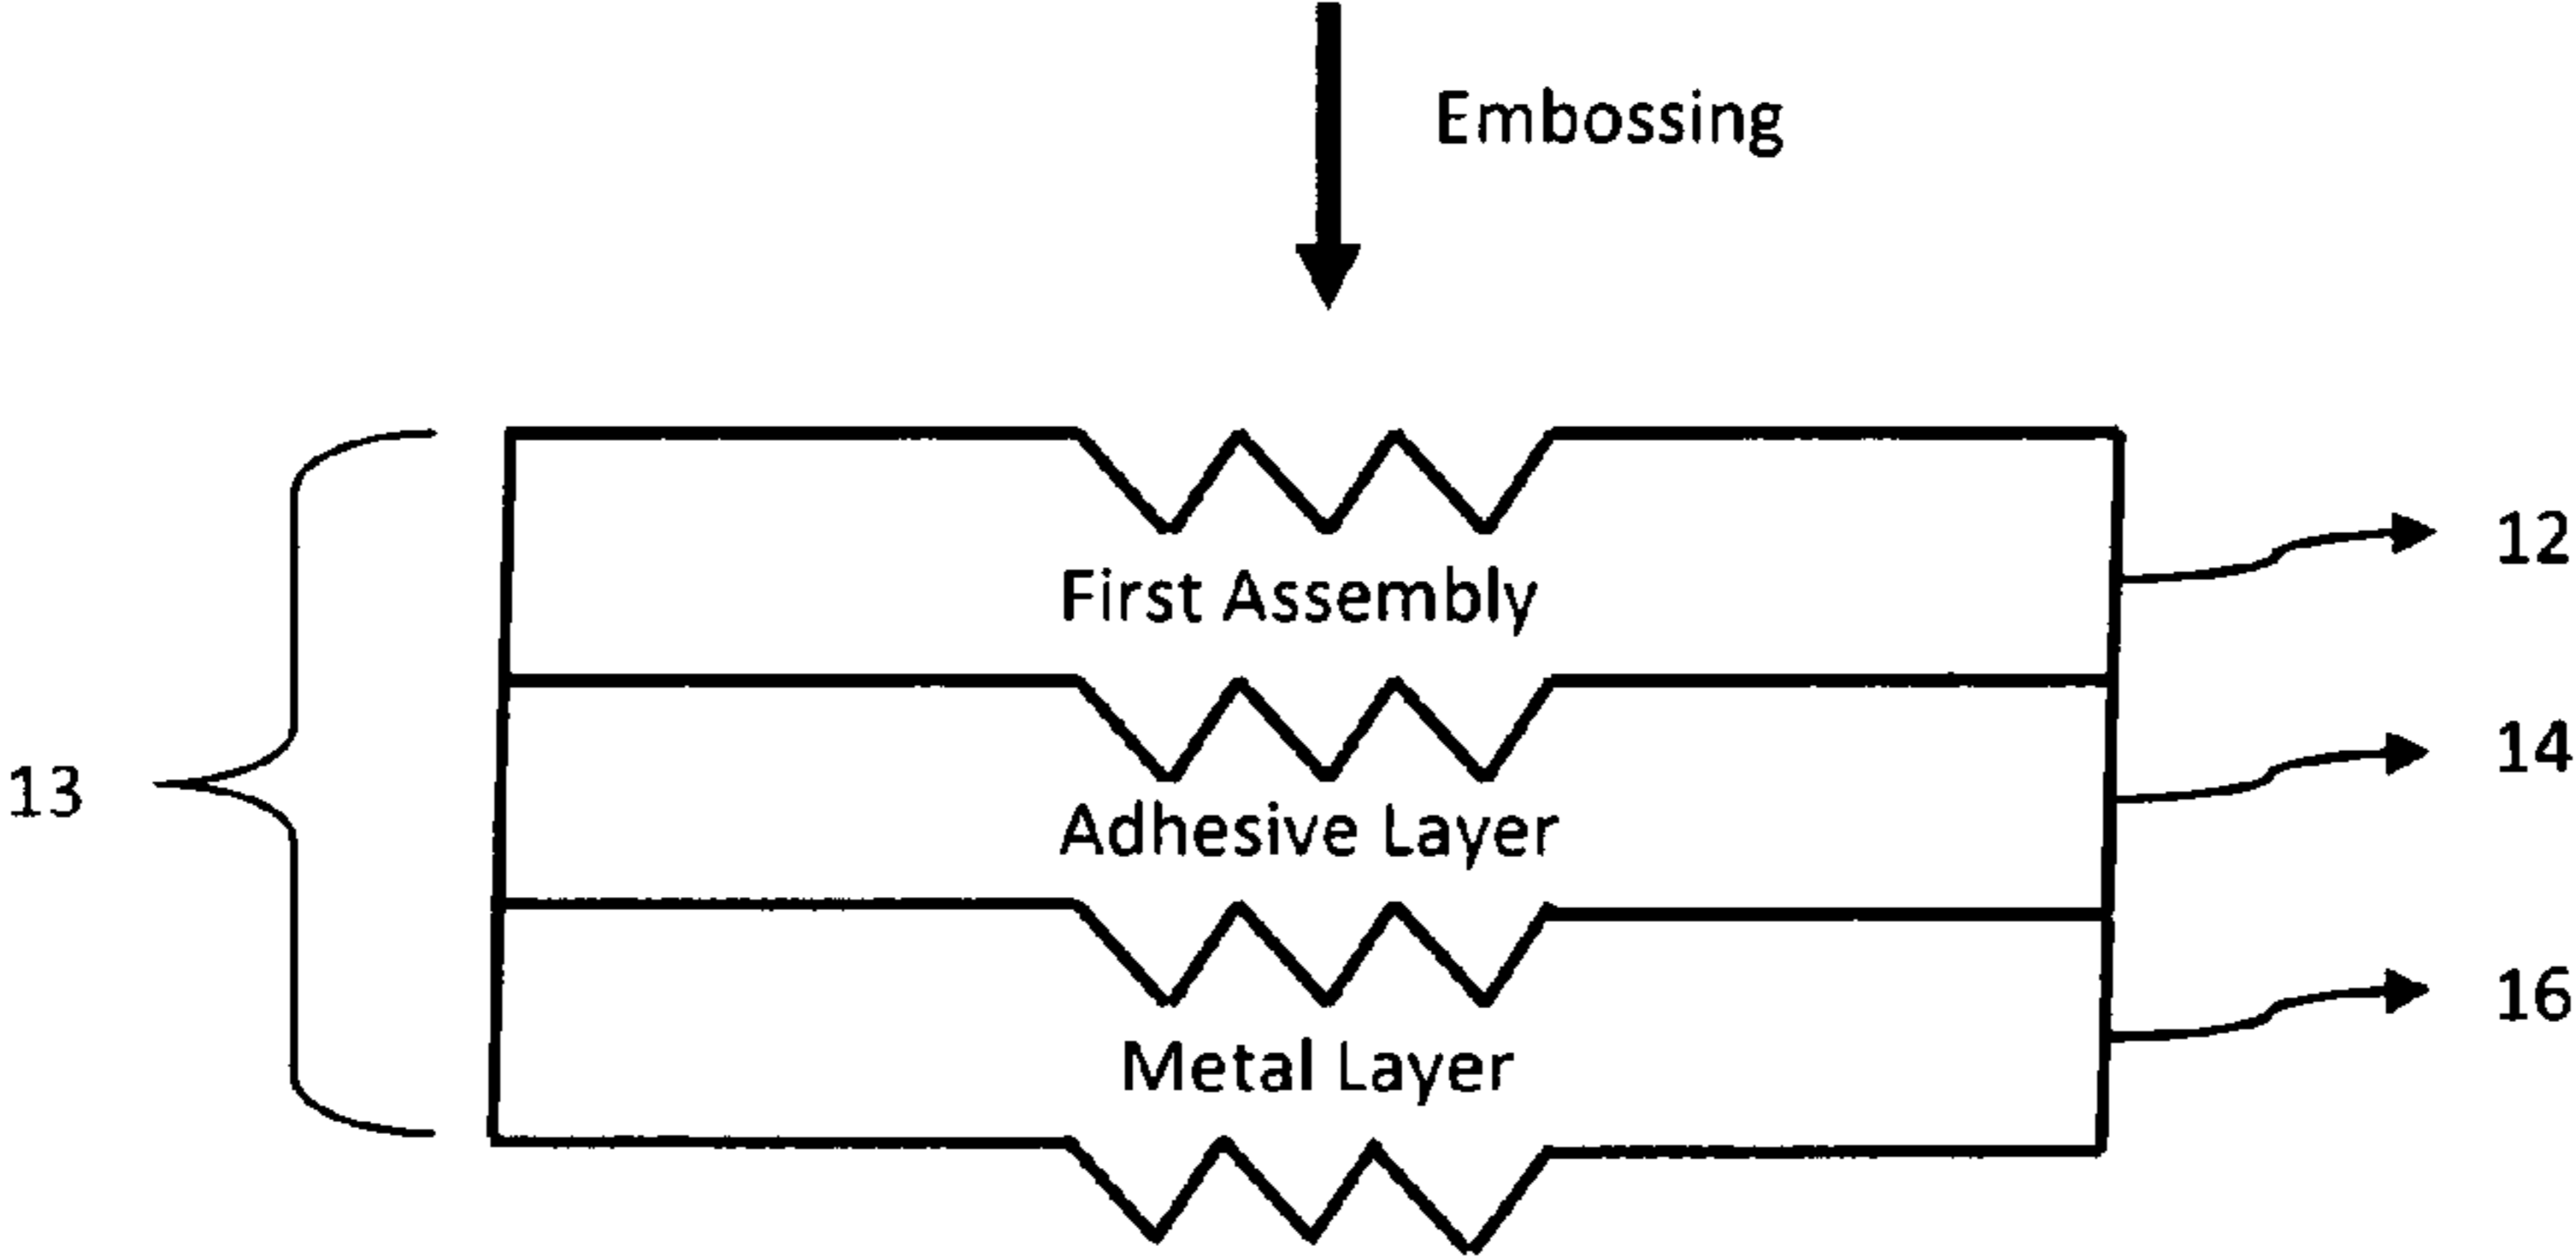 Embossing
First Assembly
12
Adhesive Layer
14
13
Metal Layer
16